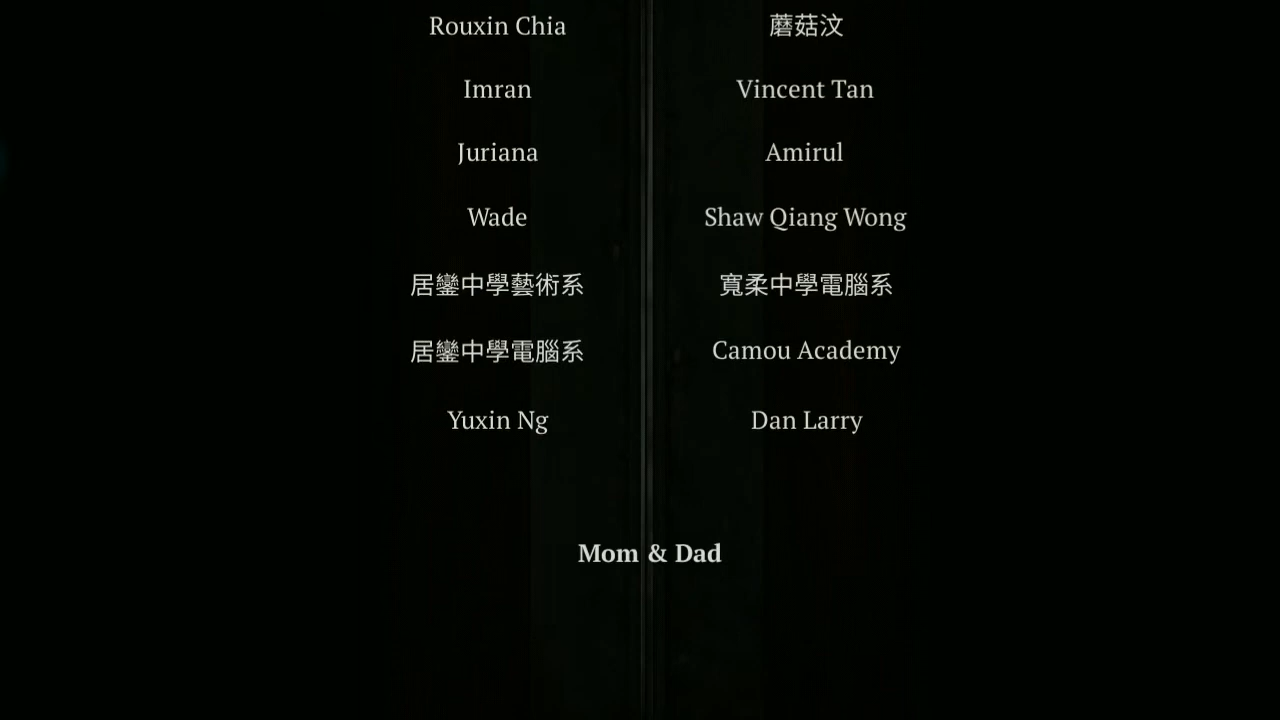 Rouxin Chia 蘑菇汶
Imran Vincent Tan
Juriana Amirul
Wade Shaw Qiang Wong
居鑾中學藝術系 寬柔中學電腦系
居鑾中學電腦系 Camou Academy
Yuxin Ng Dan Larry
Mom & Dad